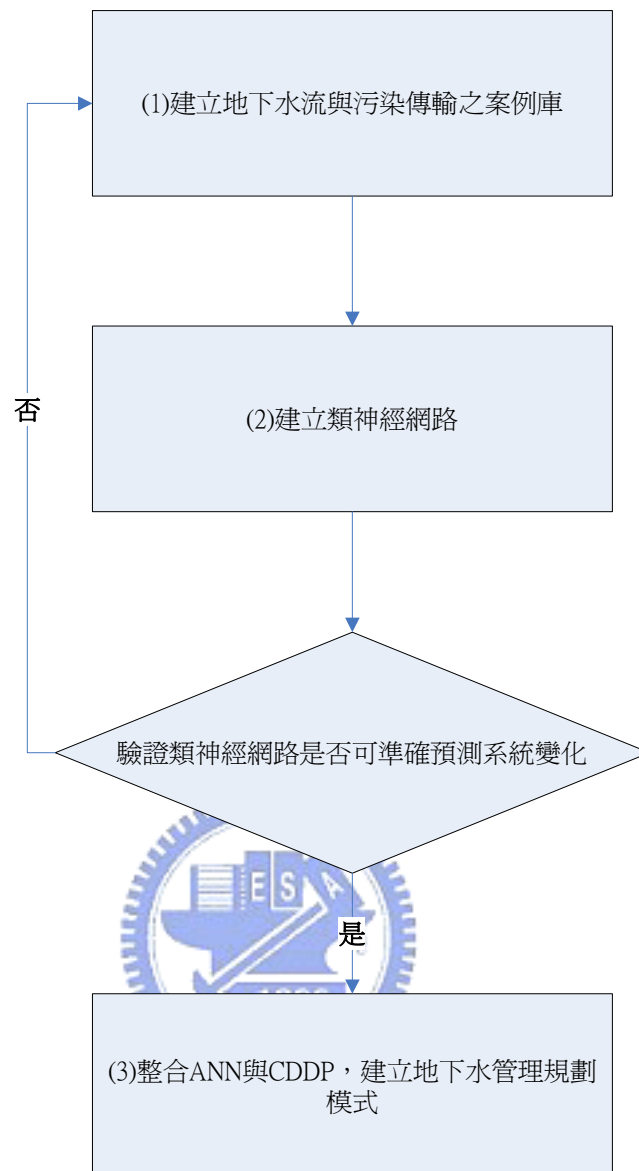 (1)建立地下水流與污染傳輸之案例庫
(2)建立類神經網路
否
驗證類神經網路是否可準確預測系統變化
E S A
是
(3)整合ANN與CDDP，建立地下水管理規劃
模式